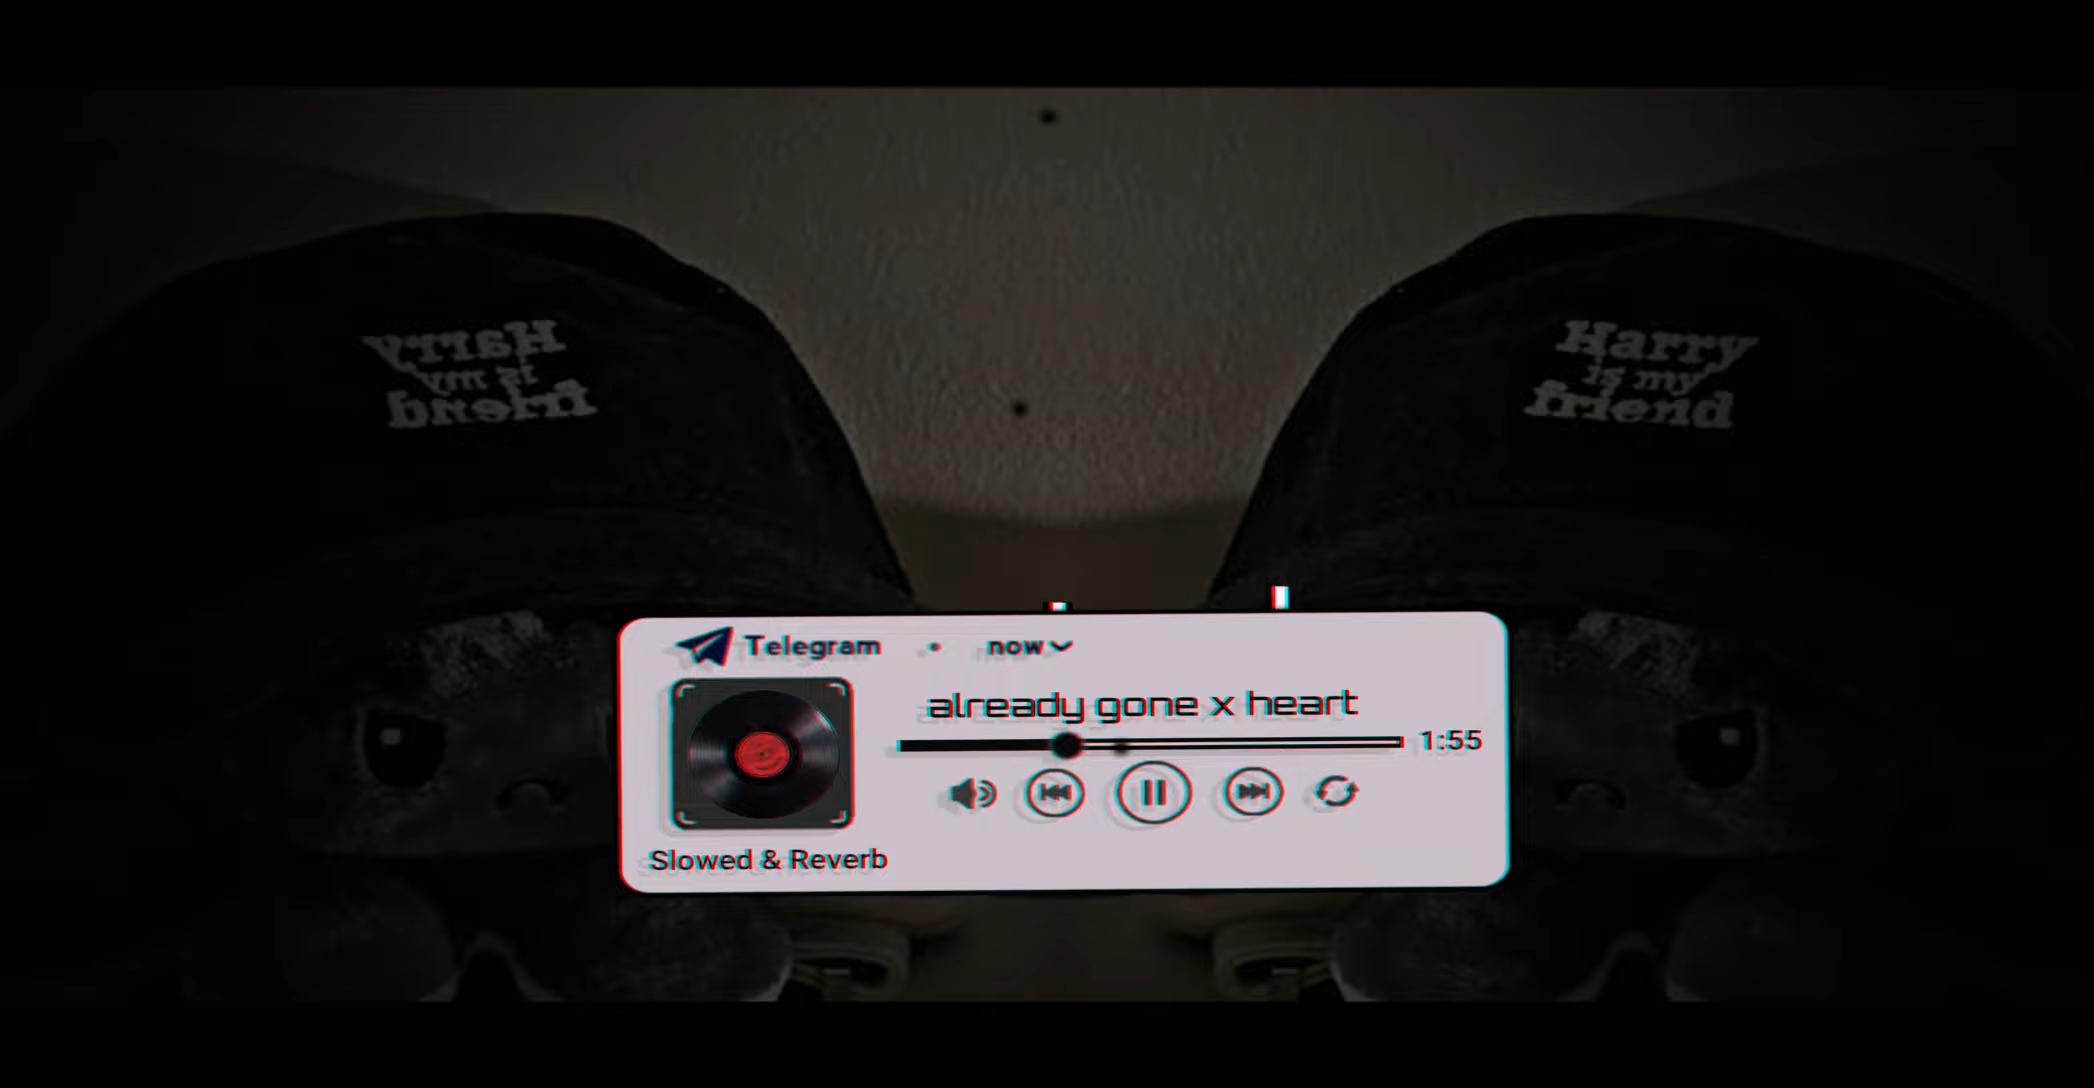 Harry
is my
friend
Harry
is my
friend
Telegram • now
already gone x heart
1:55
Slowed & Reverb